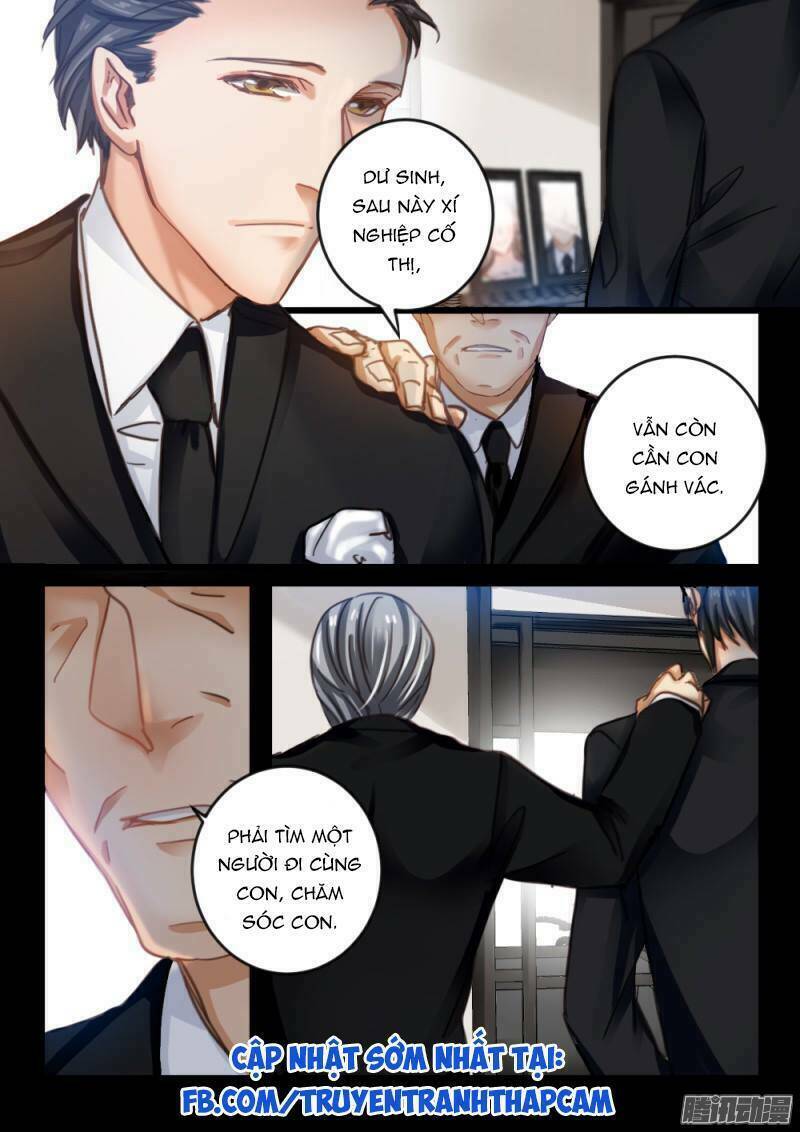 DƯ SINH,
SAU NÀY XÍ
NGHIỆP CỐ
THỊ,
VẪN CÒN
CẦN CON
GÁNH VÁC.
PHẢI TÌM MỘT
NGƯỜI ĐI CÙNG
CON, CHĂM
SÓC CON.
CẬP NHẬT SỚM NHẤT TẠI:
FB.COM/TRUYENTRANHTHAPCAM
腾讯动漫